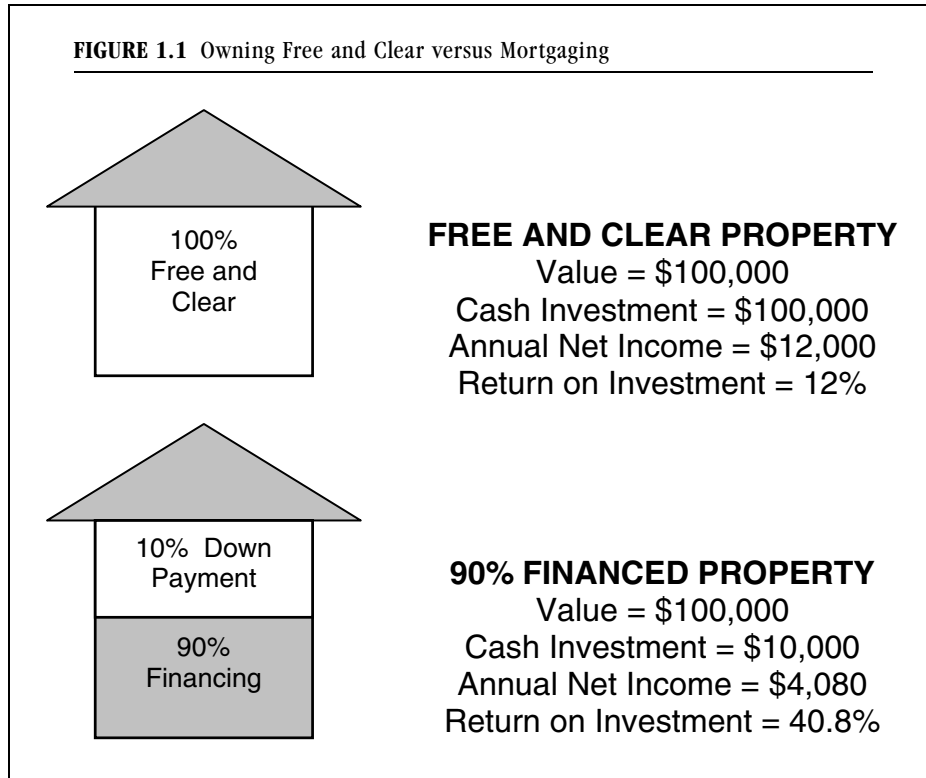 FIGURE 1.1 Owning Free and Clear versus Mortgaging
100%
Free and
Clear
FREE AND CLEAR PROPERTY
Value = $100,000
Cash Investment = $100,000
Annual Net Income = $12,000
Return on Investment = 12%
10% Down
Payment
90%
Financing
90% FINANCED PROPERTY
Value = $100,000
Cash Investment = $10,000
Annual Net Income = $4,080
Return on Investment = 40.8%